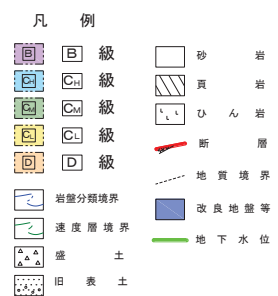 凡 例
B B 級
CH CH 級
CM CM 級
CL CL 級
D D 級
岩盤分類境界
速度層境界
盛土
旧表土
砂岩
頁岩
ひん岩
断層
地質境界
改良地盤等
地下水位